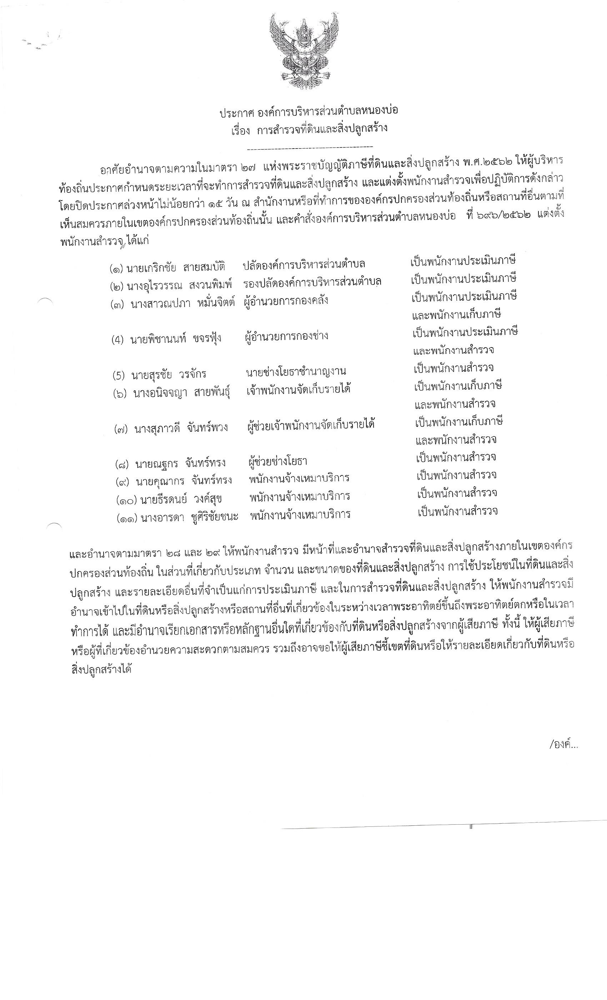 ประกาศ องค์การบริหารส่วนตำบลหนองบ่อ
เรื่อง การสำรวจที่ดินและสิ่งปลูกสร้าง
-------------------------------------
อาศัยอำนาจตามความในมาตรา ๒๗ แห่งพระราชบัญญัติภาษีที่ดินและสิ่งปลูกสร้าง พ.ศ.๒๕๖๒ ให้ผู้บริหาร
ท้องถิ่นประกาศกำหนดระยะเวลาที่จะทำการสำรวจที่ดินและสิ่งปลูกสร้าง และแต่งตั้งพนักงานสำรวจเพื่อปฏิบัติการดังกล่าว
โดยปิดประกาศล่วงหน้าไม่น้อยกว่า ๑๕ วัน ณ สำนักงานหรือที่ทำการขององค์กรปกครองส่วนท้องถิ่นหรือสถานที่อื่นตามที่
เห็นสมควรภายในเขตองค์กรปกครองส่วนท้องถิ่นนั้น และคำสั่งองค์การบริหารส่วนตำบลหนองบ่อ ที่ ๖๙๖/๒๕๖๒ แต่งตั้ง
พนักงานสำรวจ ได้แก่
(๑) นายเกริกชัย สายสมบัติ ปลัดองค์การบริหารส่วนตำบล เป็นพนักงานประเมินภาษี
(๒) นางอุไรวรรณ สงวนพิมพ์ รองปลัดองค์การบริหารส่วนตำบล เป็นพนักงานประเมินภาษี
(๓) นางสาวณปภา หมั่นจิตต์ ผู้อำนวยการกองคลัง เป็นพนักงานประเมินภาษี
และพนักงานเก็บภาษี
(4) นายพิชานนท์ ขจรฟุ้ง ผู้อำนวยการกองช่าง เป็นพนักงานประเมินภาษี
และพนักงานสำรวจ
(5) นายสุรชัย วรจักร นายช่างโยธาชำนาญงาน เป็นพนักงานสำรวจ
(๖) นางอนิจจญา สายพันธุ์ เจ้าพนักงานจัดเก็บรายได้ เป็นพนักงานเก็บภาษี
และพนักงานสำรวจ
(๗) นางสุภาวดี จันทร์พวง ผู้ช่วยเจ้าพนักงานจัดเก็บรายได้ เป็นพนักงานเก็บภาษี
และพนักงานสำรวจ
(๘) นายณฐกร จันทร์ทรง ผู้ช่วยช่างโยธา เป็นพนักงานสำรวจ
(๙) นายคุณากร จันทร์ทรง พนักงานจ้างเหมาบริการ เป็นพนักงานสำรวจ
(๑๐) นายธีรดนย์ วงค์สุข พนักงานจ้างเหมาบริการ เป็นพนักงานสำรวจ
(๑๑) นางอารดา ชูศิริชัยชนะ พนักงานจ้างเหมาบริการ เป็นพนักงานสำรวจ
และอำนาจตามมาตรา ๒๘ และ ๒๙ ให้พนักงานสำรวจ มีหน้าที่และอำนาจสำรวจที่ดินและสิ่งปลูกสร้างภายในเขตองค์กร
ปกครองส่วนท้องถิ่น ในส่วนที่เกี่ยวกับประเภท จำนวน และขนาดของที่ดินและสิ่งปลูกสร้าง การใช้ประโยชน์ในที่ดินและสิ่ง
ปลูกสร้าง และรายละเอียดอื่นที่จำเป็นแก่การประเมินภาษี และในการสำรวจที่ดินและสิ่งปลูกสร้าง ให้พนักงานสำรวจมี
อำนาจเข้าไปในที่ดินหรือสิ่งปลูกสร้างหรือสถานที่อื่นที่เกี่ยวข้องในระหว่างเวลาพระอาทิตย์ขึ้นถึงพระอาทิตย์ตกหรือในเวลา
ทำการได้ และมีอำนาจเรียกเอกสารหรือหลักฐานอื่นใดที่เกี่ยวข้องกับที่ดินหรือสิ่งปลูกสร้างจากผู้เสียภาษี ทั้งนี้ ให้ผู้เสียภาษี
หรือผู้ที่เกี่ยวข้องอำนวยความสะดวกตามสมควร รวมถึงอาจขอให้ผู้เสียภาษีชี้เขตที่ดินหรือให้รายละเอียดเกี่ยวกับที่ดินหรือ
สิ่งปลูกสร้างได้
/องค์...